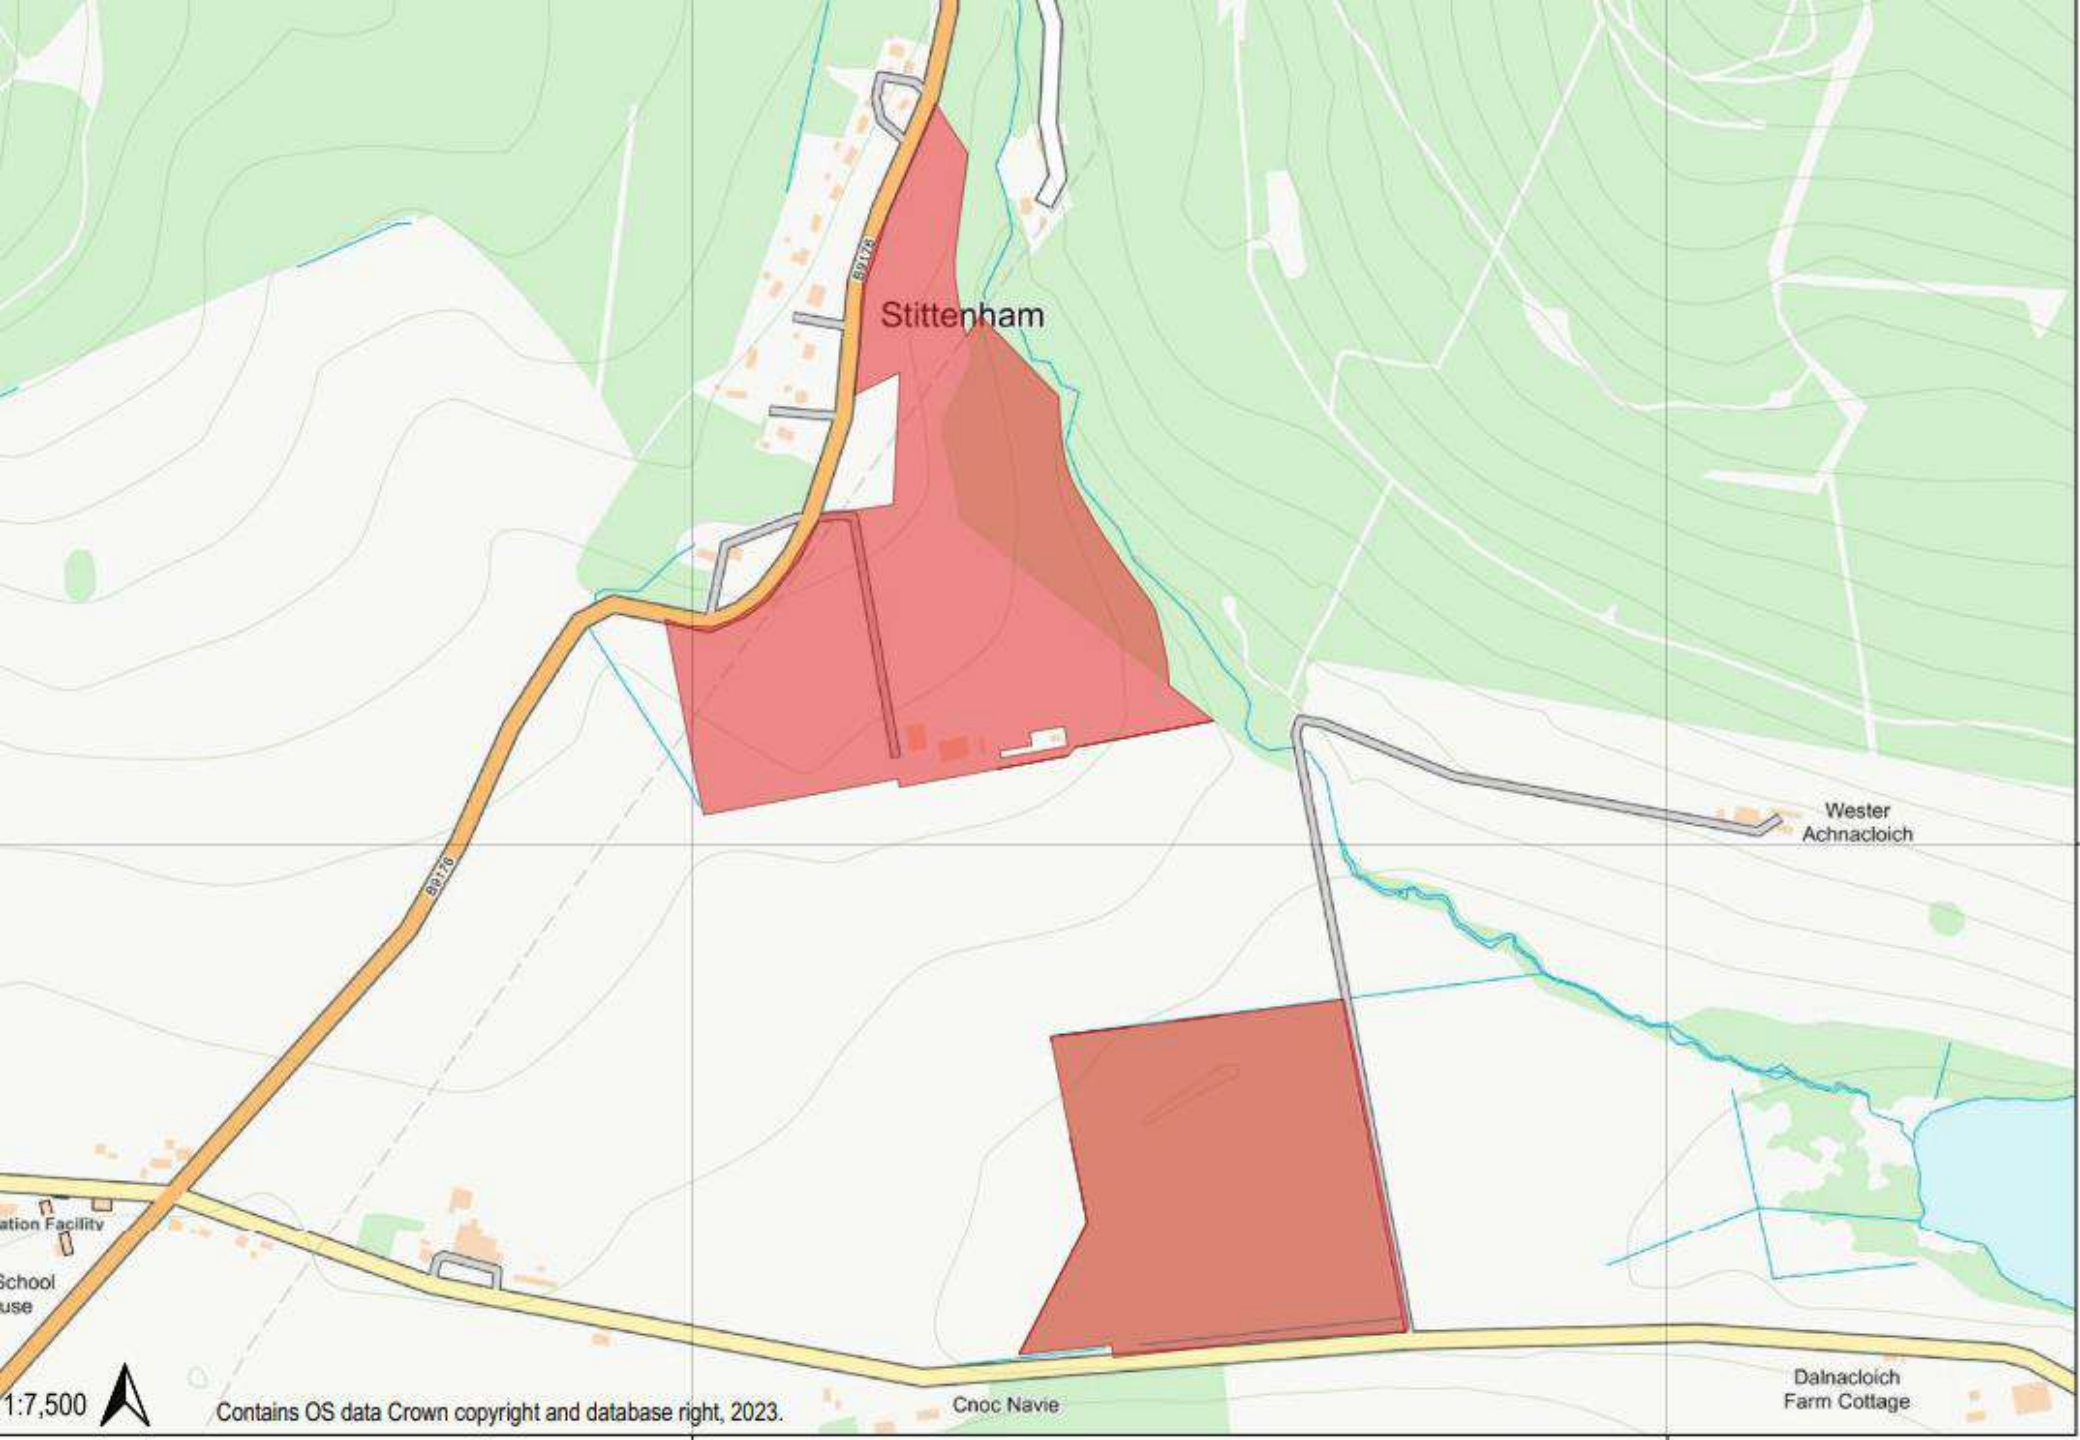 B9176
Stittenham
Wester
Achnacloich
B9176
ation Facility
School
use
1:7,500
Contains OS data Crown copyright and database right, 2023.
Cnoc Navie
Dalnacloich
Farm Cottage